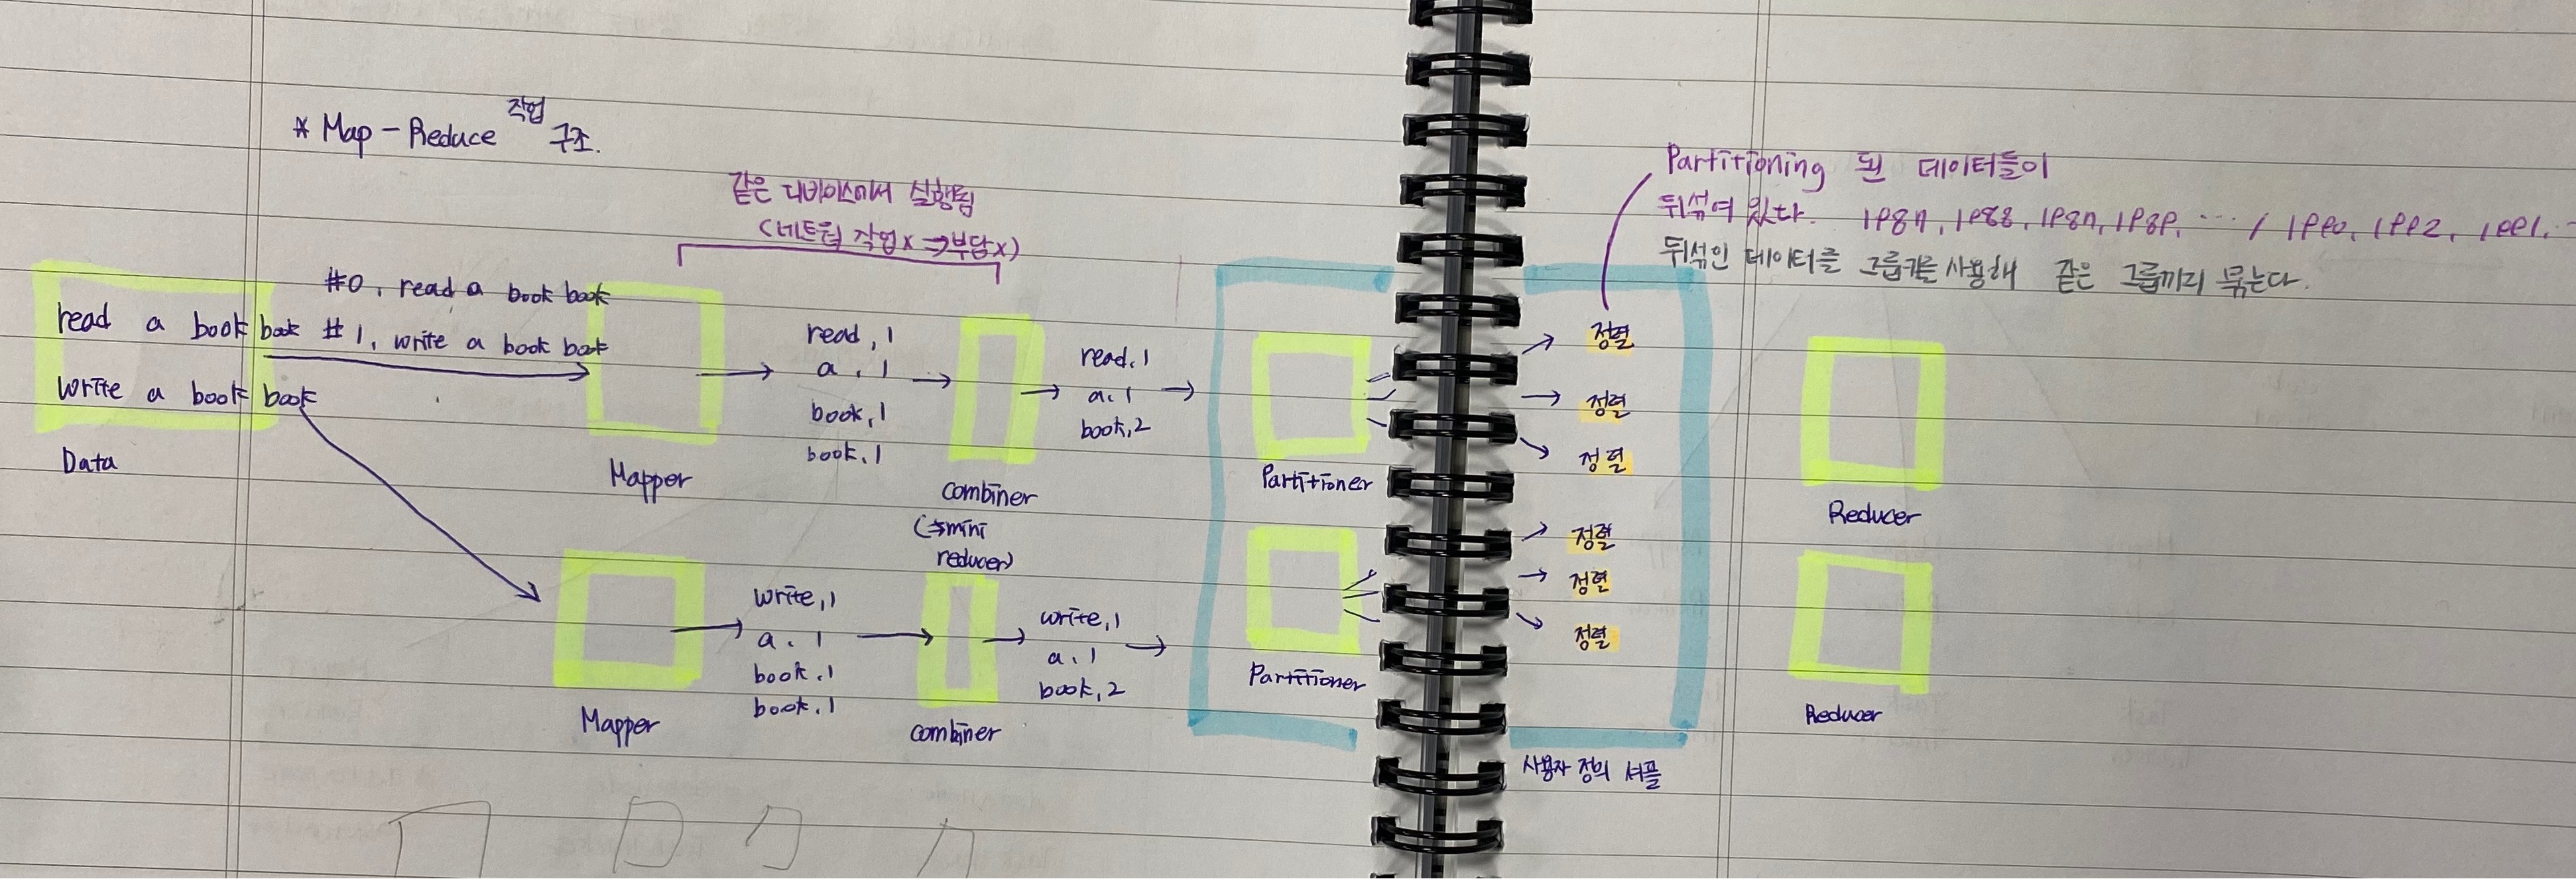 * Map-Reduce 작업 구조.
같은 디바이스에서 실행됨
(네트웍 작업x ⇒부담x)
#0, read a book book
read a book book
#1, write a book book
write a book book
Data
Mapper
read, 1
a, 1
book, 1
book, 1
combiner
(≒mini
reducer)
read, 1
a, 1
book, 2
Partitioner
Mapper
write, 1
a, 1
book, 1
book, 1
combiner
write, 1
a, 1
book, 2
Partitioner
Partitioning 된 데이터들이
뒤섞여 있다. 1987, 1988, 1987, 1989, ... / 1990, 1992, 1991, ..
뒤섞인 데이터를 그룹키를 사용해 같은 그룹끼리 묶는다.
정렬
정렬
정렬
정렬
정렬
정렬
사용자 정의 셔플
Reducer
Reducer